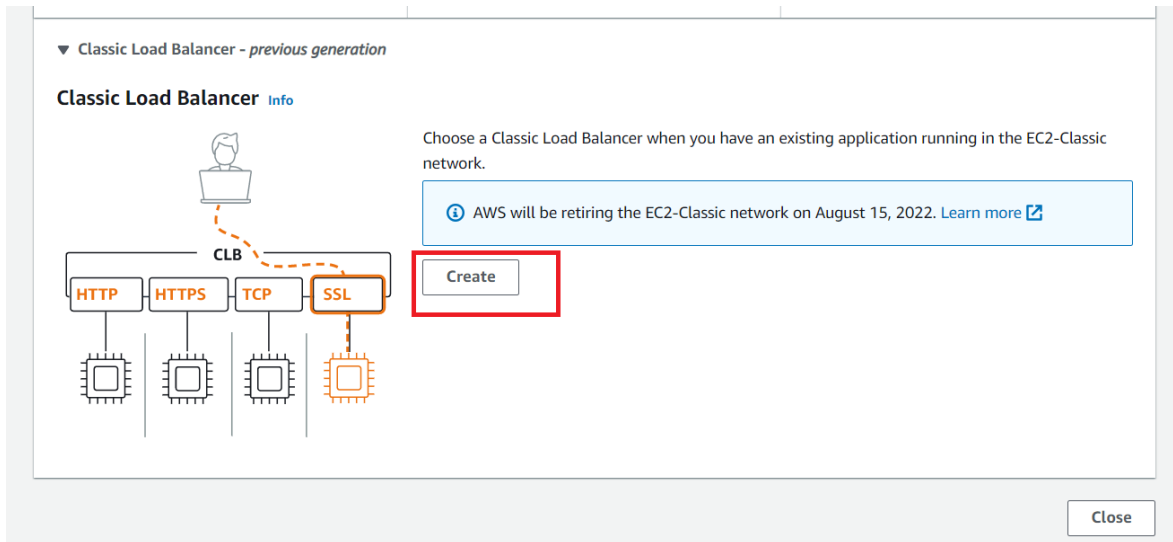 ▼ Classic Load Balancer - previous generation
Classic Load Balancer Info
Choose a Classic Load Balancer when you have an existing application running in the EC2-Classic
network.
AWS will be retiring the EC2-Classic network on August 15, 2022. Learn more
CLB
Create
HTTP HTTPS TCP SSL
Close